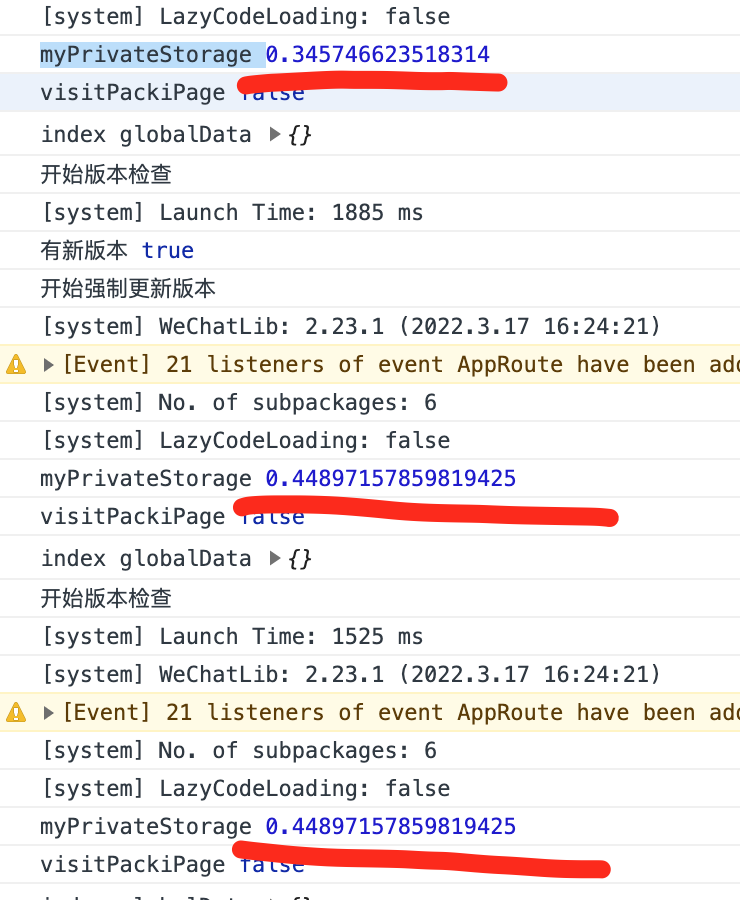 [system] LazyCodeLoading: false
myPrivateStorage 0.345746623518314
visitPackiPage false
index globalData ▶{}
开始版本检查
[system] Launch Time: 1885 ms
有新版本 true
开始强制更新版本
[system] WeChatLib: 2.23.1 (2022.3.17 16:24:21)
▶[Event] 21 listeners of event AppRoute have been add
[system] No. of subpackages: 6
[system] LazyCodeLoading: false
myPrivateStorage 0.44897157859819425
visitPackiPage false
index globalData ▶{}
开始版本检查
[system] Launch Time: 1525 ms
[system] WeChatLib: 2.23.1 (2022.3.17 16:24:21)
▶[Event] 21 listeners of event AppRoute have been add
[system] No. of subpackages: 6
[system] LazyCodeLoading: false
myPrivateStorage 0.44897157859819425
visitPackiPage false